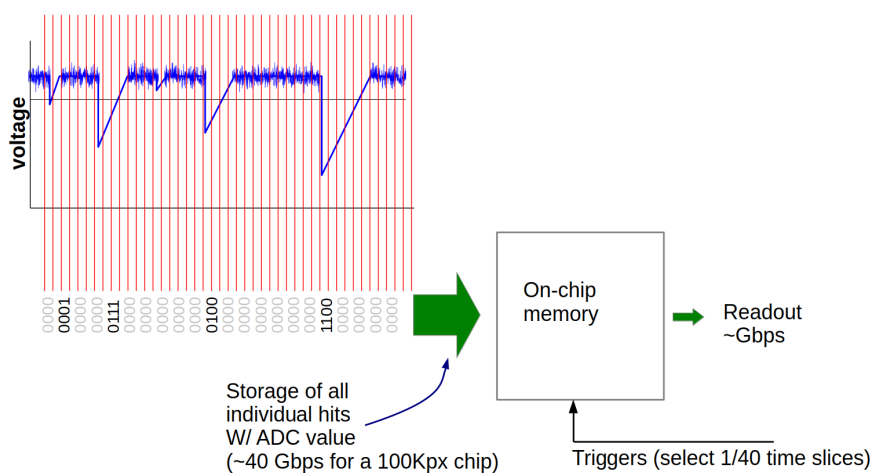 voltage
0000 0001 0000 0000 0111 0000 0000 0000 0000 0000 0100 0000 0000 0000 0000 0000 0000 1100 0000 0000 0000 0000
On-chip
memory
Readout
~Gbps
Storage of all
individual hits
W/ ADC value
(~40 Gbps for a 100Kpx chip)
Triggers (select 1/40 time slices)